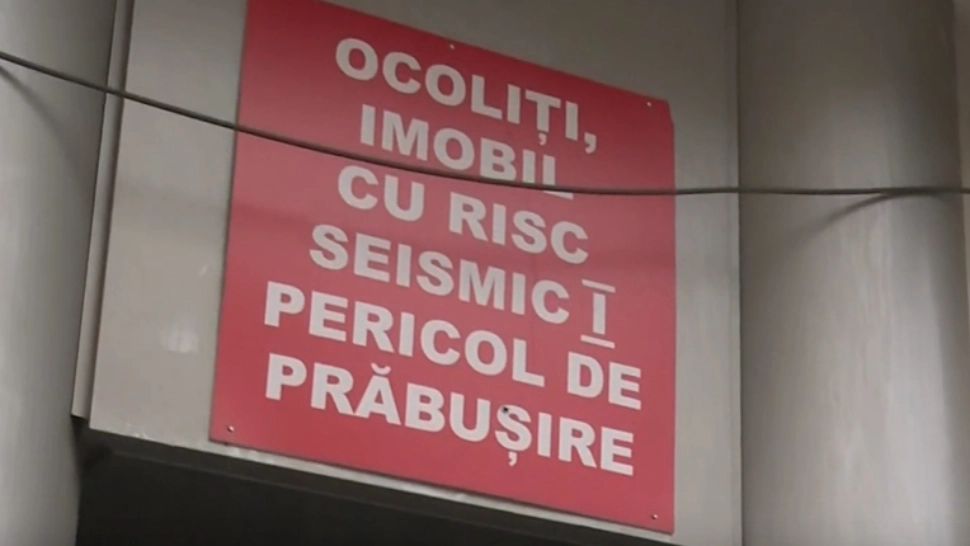 OCOLIȚI,
IMOBIL
CU RISC
SEISMIC I
PERICOL DE
PRĂBUȘIRE